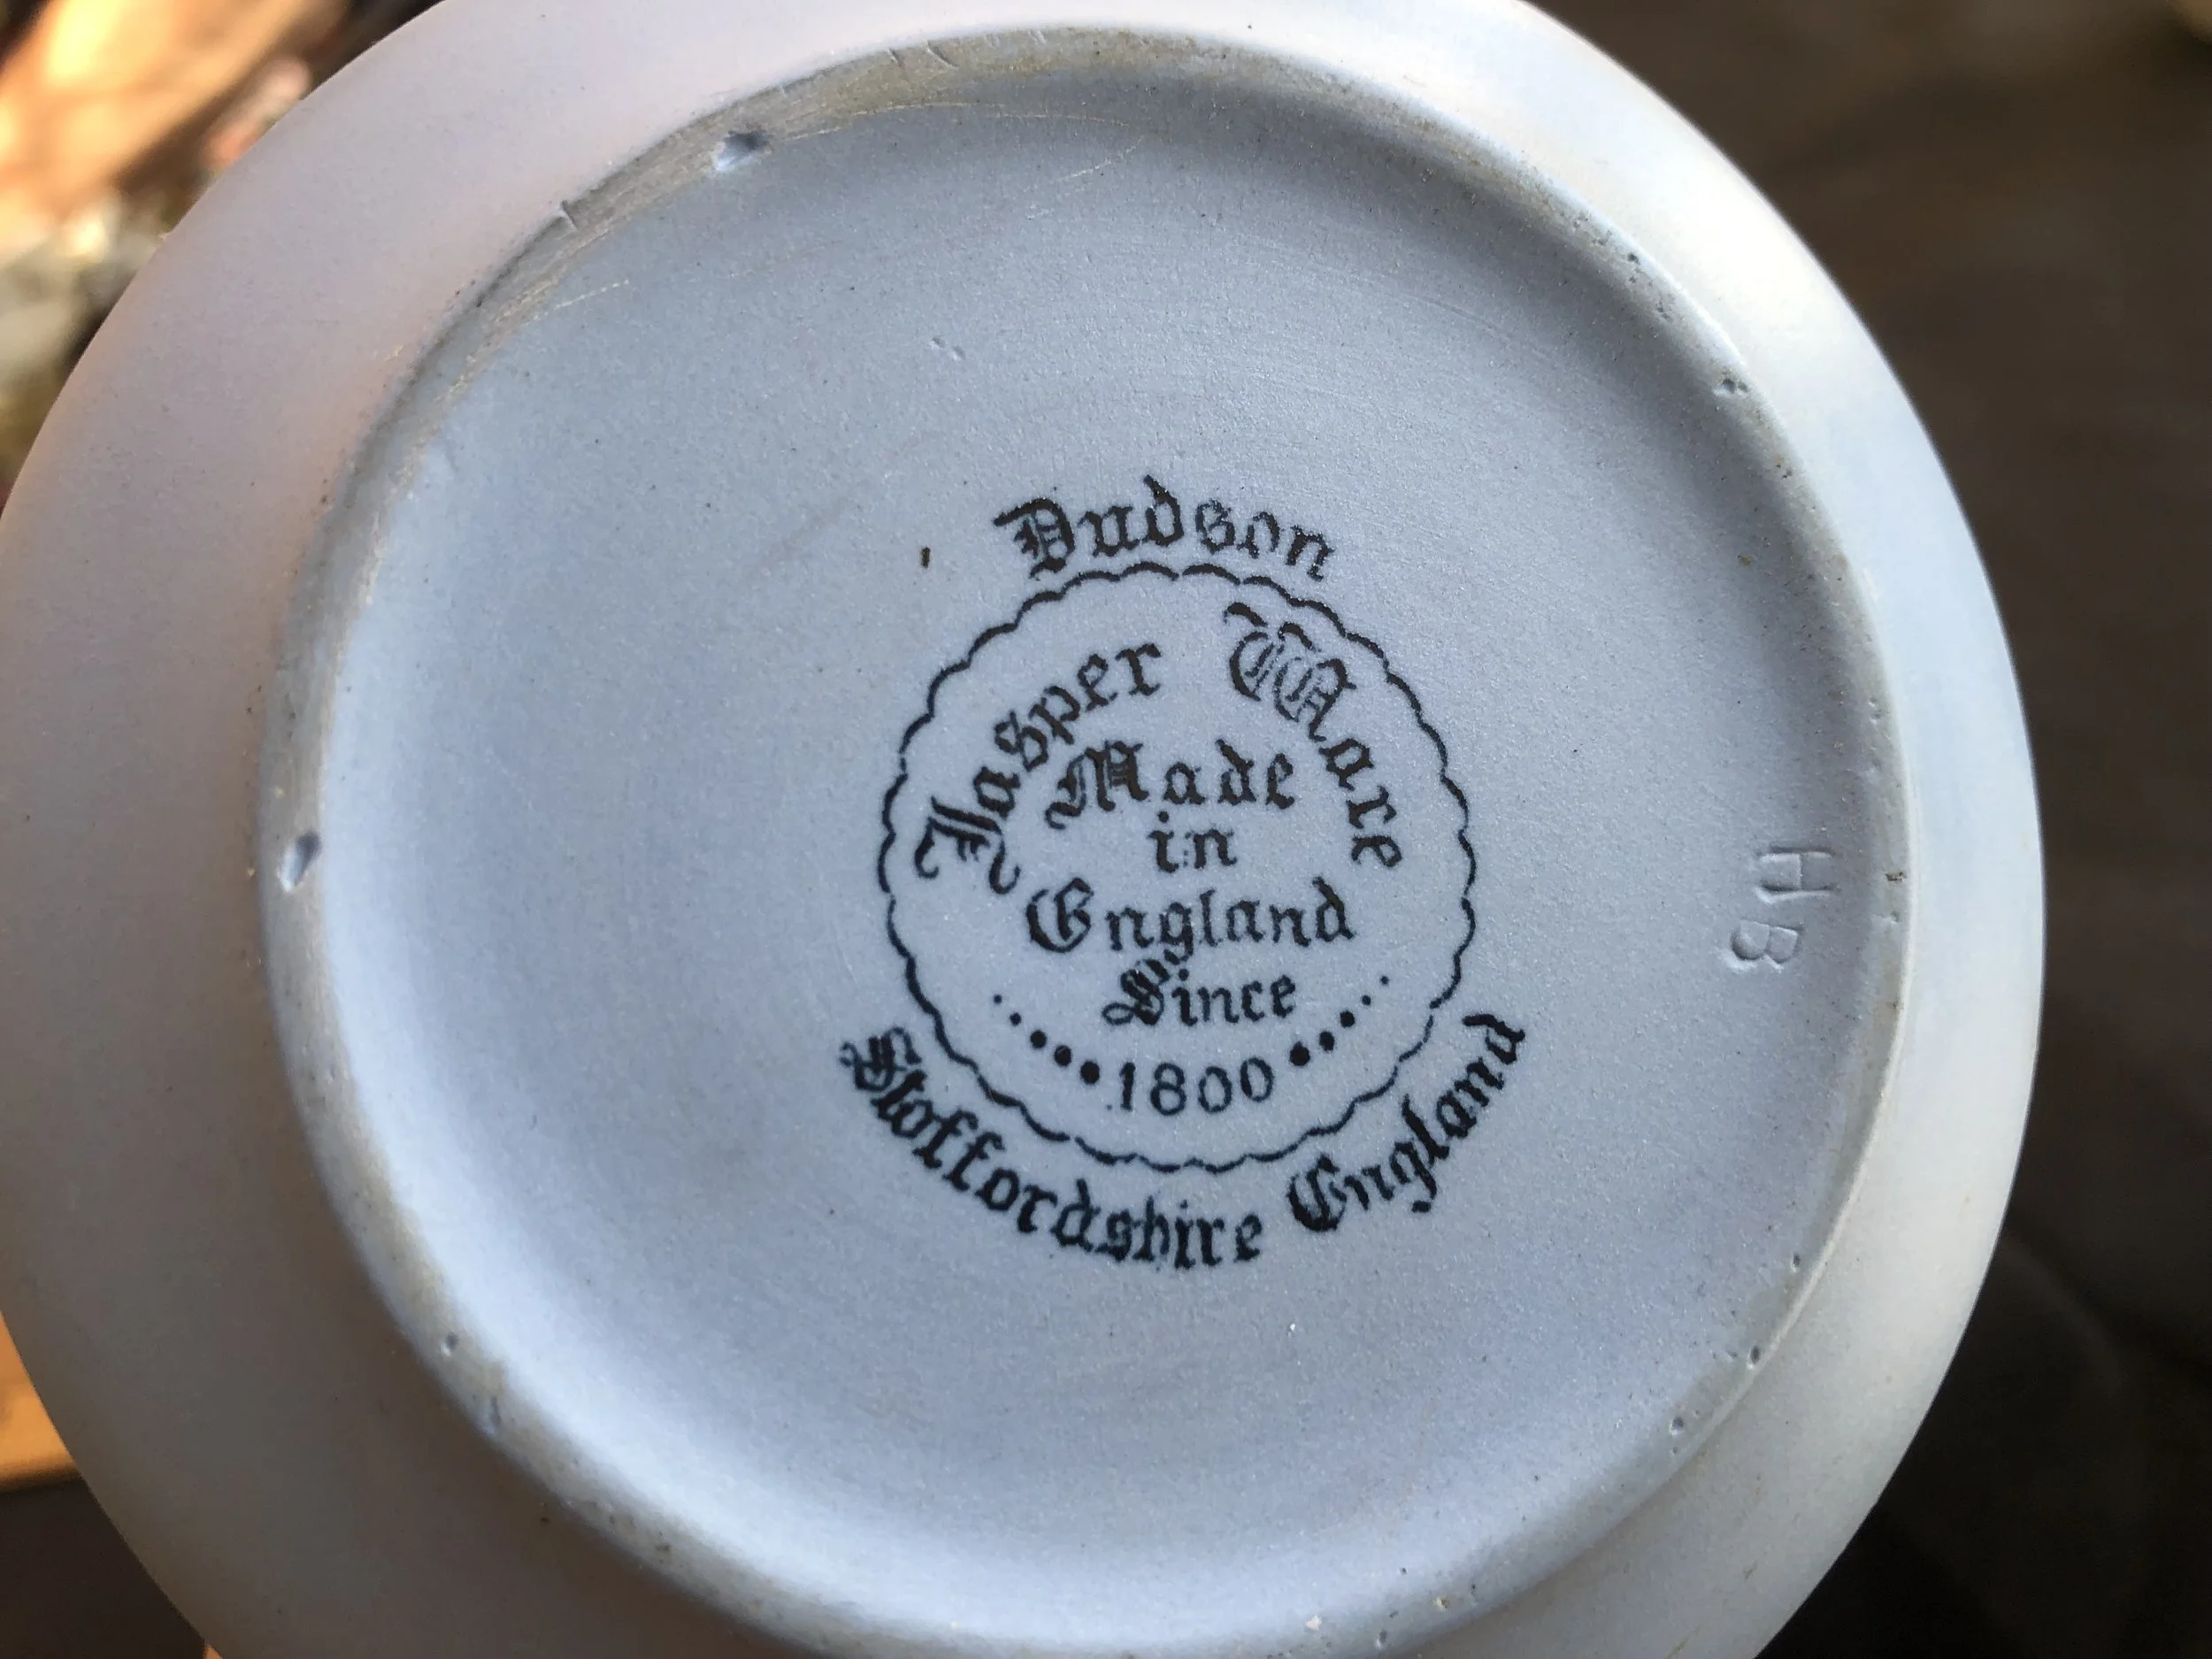 Dudson
Jasper Ware
Made
in
England
Since
1800
Staffordshire England
HB